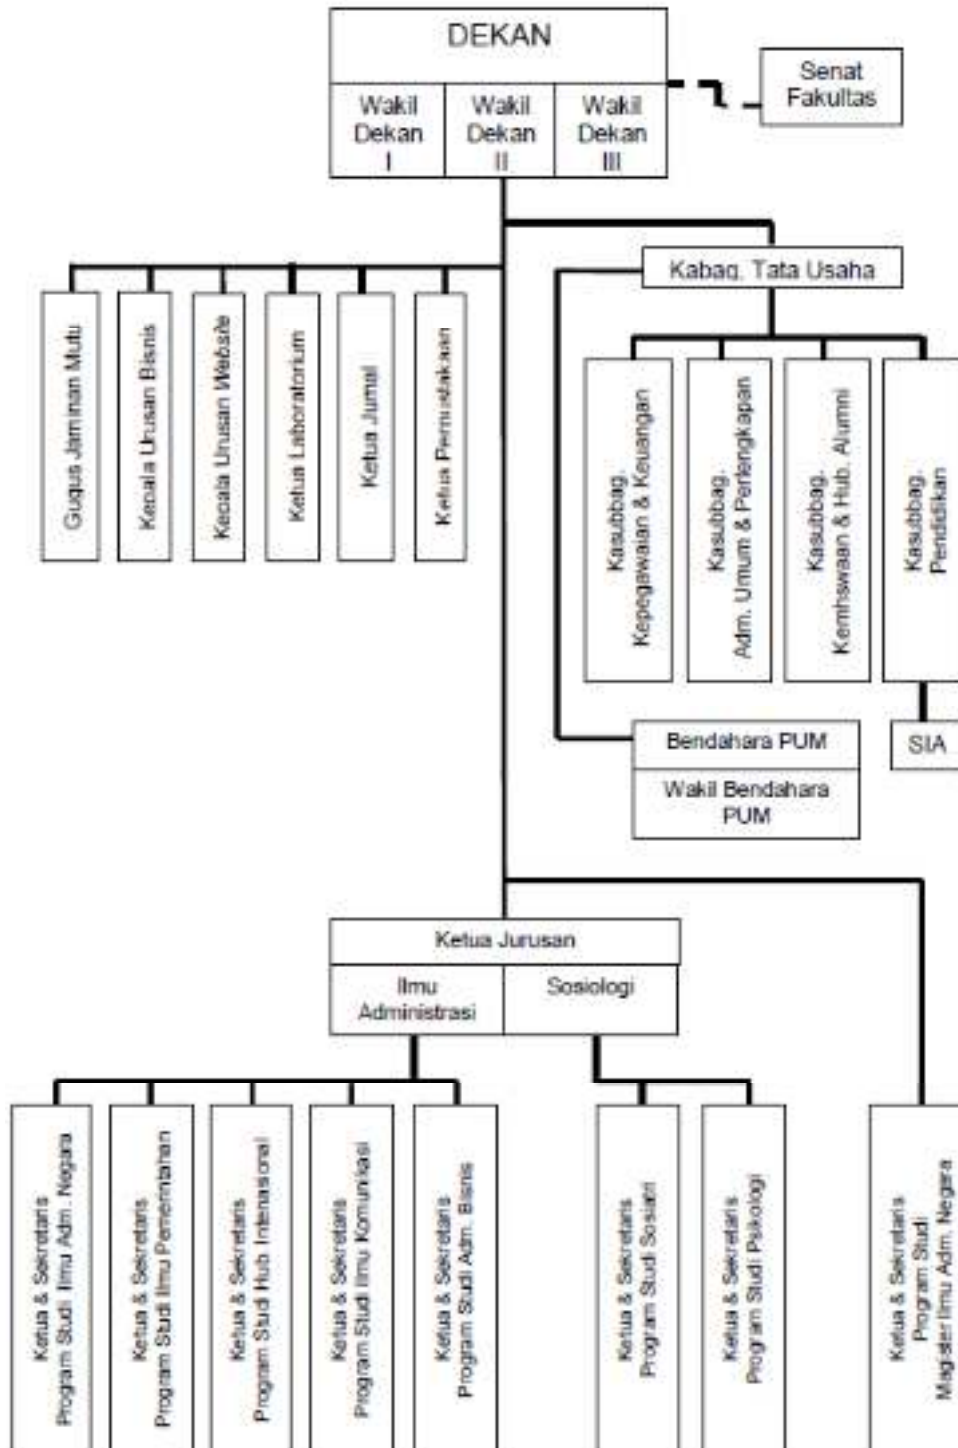 DEKAN
Wakil
Dekan
I
Wakil
Dekan
II
Wakil
Dekan
III
Senat
Fakultas
Kabag. Tata Usaha
Gugus Jaminan Mutu
Kepala Urusan Bisnis
Kepala Urusan Website
Ketua Laboratorium
Ketua Jurnal
Ketua Perpustakaan
Kasubbag.
Kepegawaian & Keuangan
Kasubbag.
Adm. Umum & Perlengkapan
Kasubbag.
Kemhswaan & Hub. Alumni
Kasubbag.
Pendidikan
Bendahara PUM
Wakil Bendahara
PUM
SIA
Ketua Jurusan
Ilmu
Administrasi
Sosiologi
Ketua & Sekretaris
Program Studi Ilmu Adm. Negara
Ketua & Sekretaris
Program Studi Ilmu Pemerintahan
Ketua & Sekretaris
Program Studi Hub Intenasional
Ketua & Sekretaris
Program Studi Ilmu Komunikasi
Ketua & Sekretaris
Program Studi Adm. Bisnis
Ketua & Sekretaris
Program Studi Sosiatri
Ketua & Sekretaris
Program Studi Psikologi
Ketua & Sekretaris
Program Studi
Magister Ilmu Adm. Negara